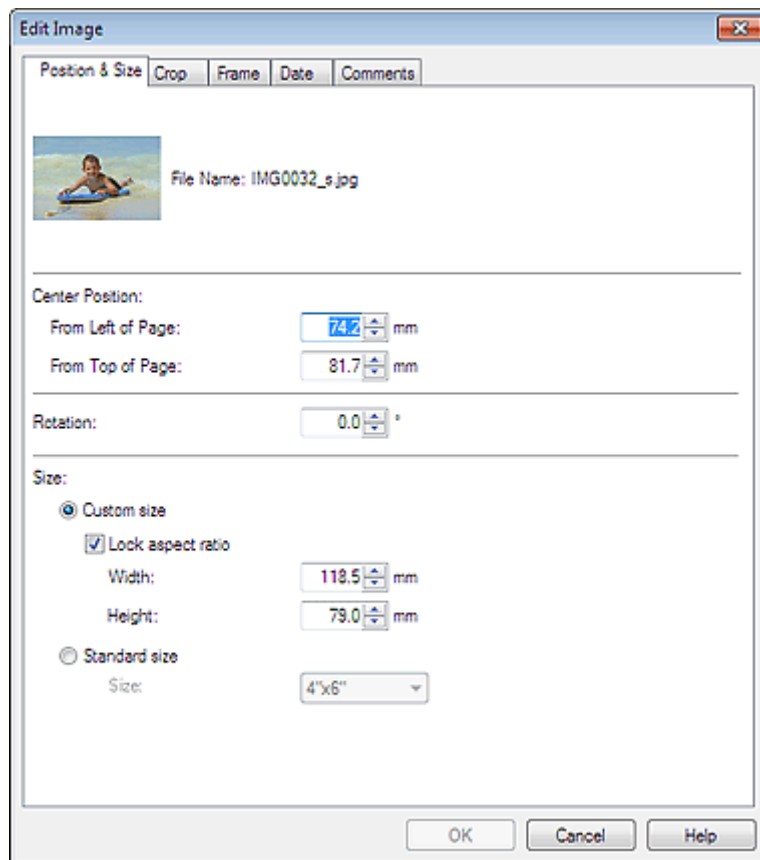 Edit Image
Position & Size Crop Frame Date Comments
File Name: IMG0032_s.jpg
Center Position:
From Left of Page: 74.2 mm
From Top of Page: 81.7 mm
Rotation: 0.0 °
Size:
Custom size
Lock aspect ratio
Width: 118.5 mm
Height: 79.0 mm
Standard size
Size: 4"x6"
OK Cancel Help